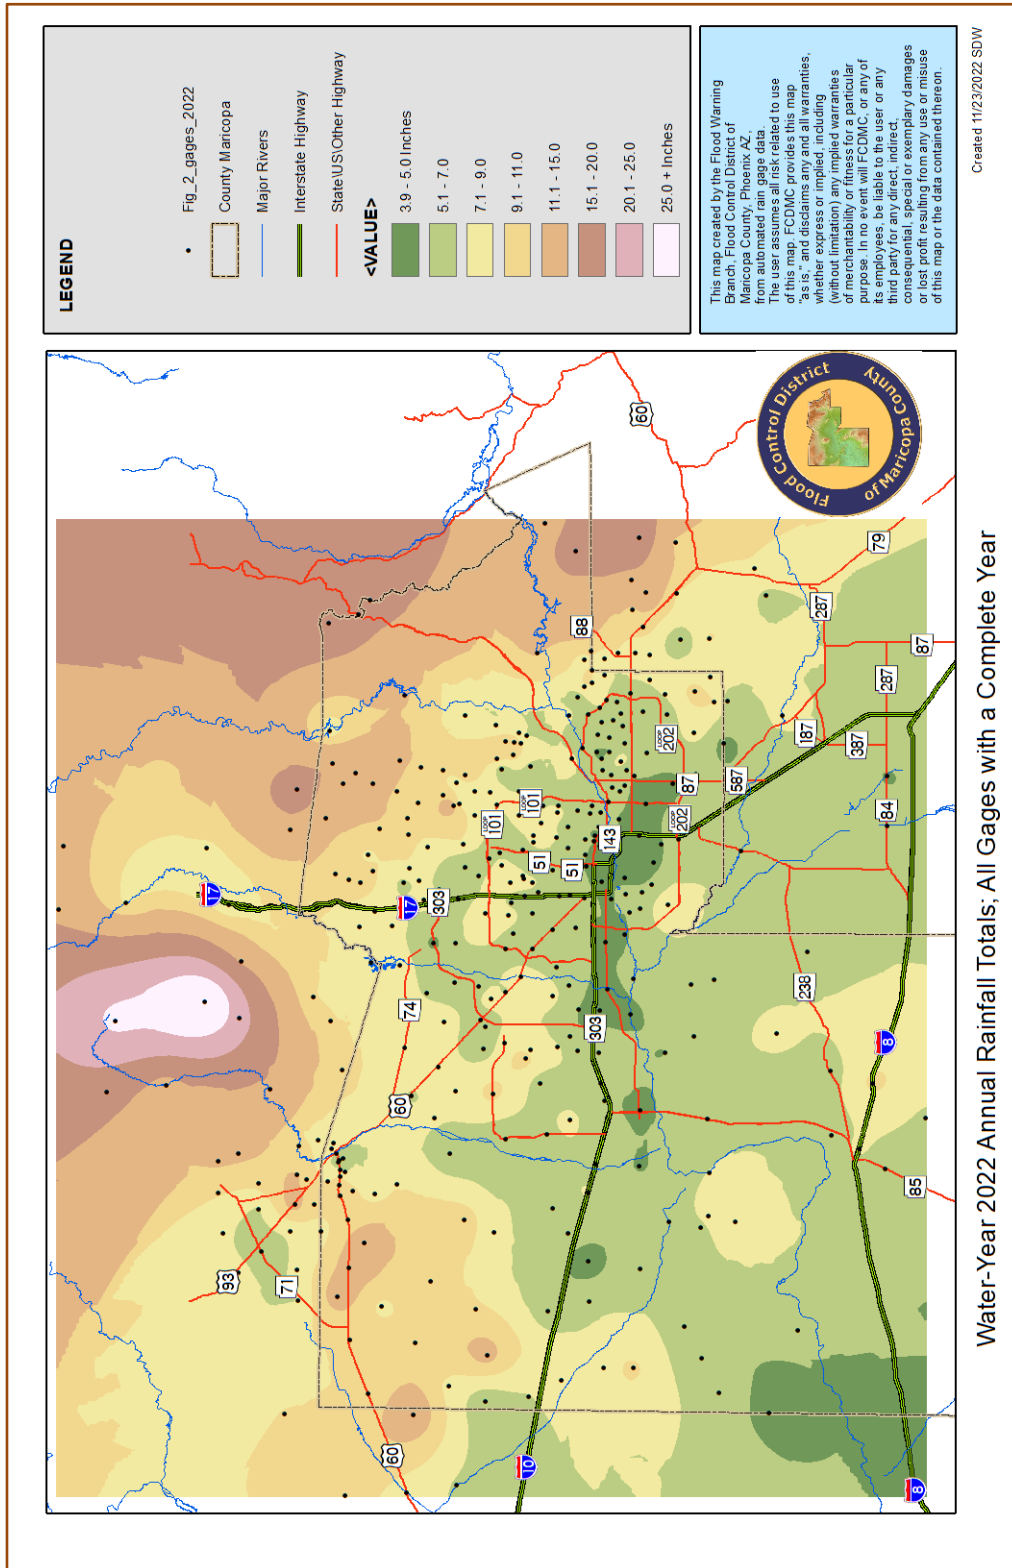 LEGEND
Fig_2_gages_2022
County Maricopa
Major Rivers
Interstate Highway
State\US\Other Highway
<VALUE>
3.9 - 5.0 Inches
5.1 - 7.0
7.1 - 9.0
9.1 - 11.0
11.1 - 15.0
15.1 - 20.0
20.1 - 25.0
25.0 + Inches
This map created by the Flood Warning
Branch, Flood Control District of
Maricopa County, Phoenix AZ,
from automated rain gage data.
The user assumes all risk related to use
of this map. FCDMC provides this map
"as is," and disclaims any and all warranties,
whether express or implied, including
(without limitation) any implied warranties
of merchantability or fitness for a particular
purpose. In no event will FCDMC, or any of
its employees, be liable to the user or any
third party for any direct, indirect,
consequential, special or exemplary damages
or lost profit resulting from any use or misuse
of this map or the data contained thereon.
Created 11/23/2022 SDW
93
71
60
60
17
17
303
74
LOOP 101
LOOP 101
51
51
143
88
60
LOOP 202
LOOP 202
87
587
303
10
187
387
287
287
79
87
84
238
8
85
8
Flood Control District
of Maricopa County
Water-Year 2022 Annual Rainfall Totals; All Gages with a Complete Year